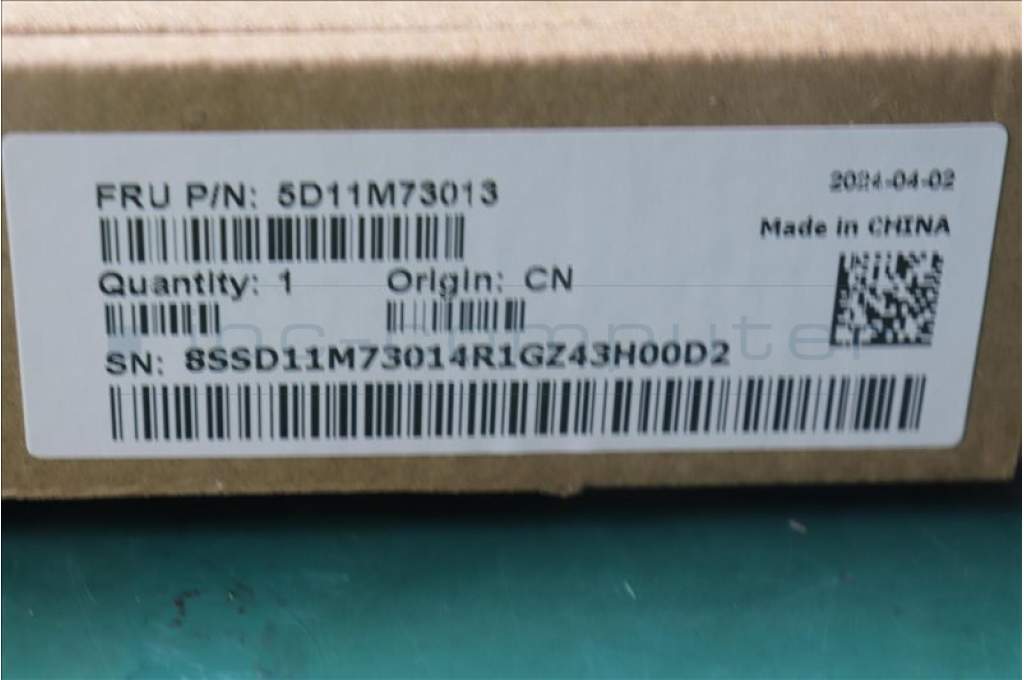 FRU P/N: 5D11M73013
2024-04-02
Made in CHINA
Quantity: 1 Origin: CN
SN: 8SSD11M73014R1GZ43H00D2